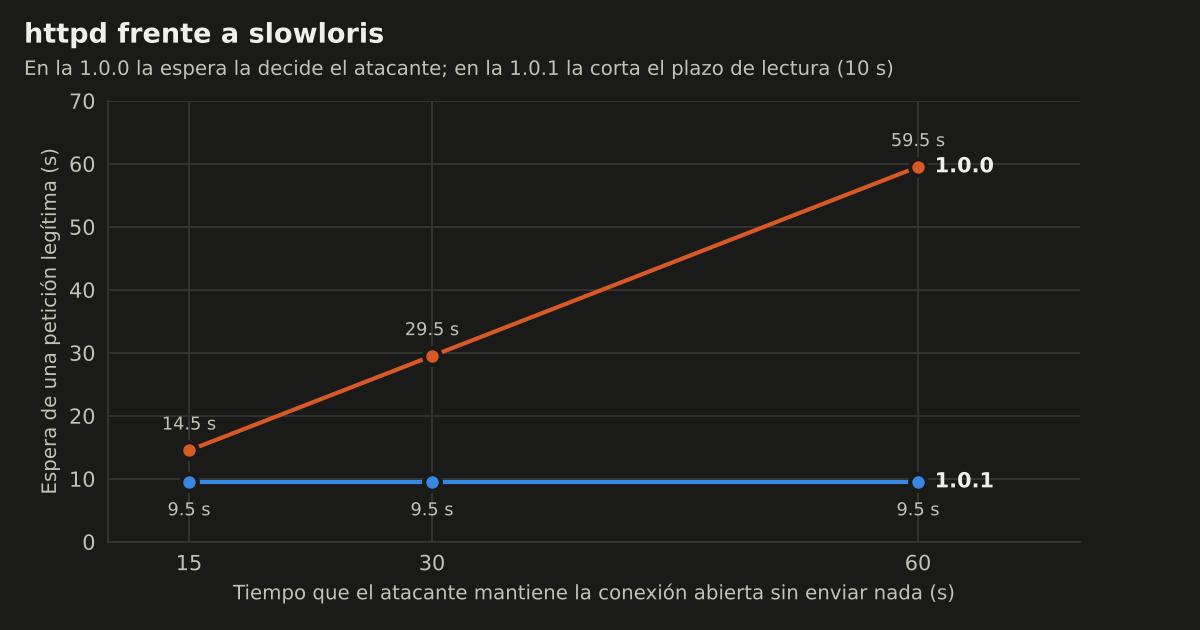 httpd frente a slowloris
En la 1.0.0 la espera la decide el atacante; en la 1.0.1 la corta el plazo de lectura (10 s)
Espera de una petición legítima (s)
70
60
50
40
30
20
10
0
59.5 s
1.0.0
29.5 s
14.5 s
1.0.1
9.5 s
9.5 s
9.5 s
15
30
60
Tiempo que el atacante mantiene la conexión abierta sin enviar nada (s)